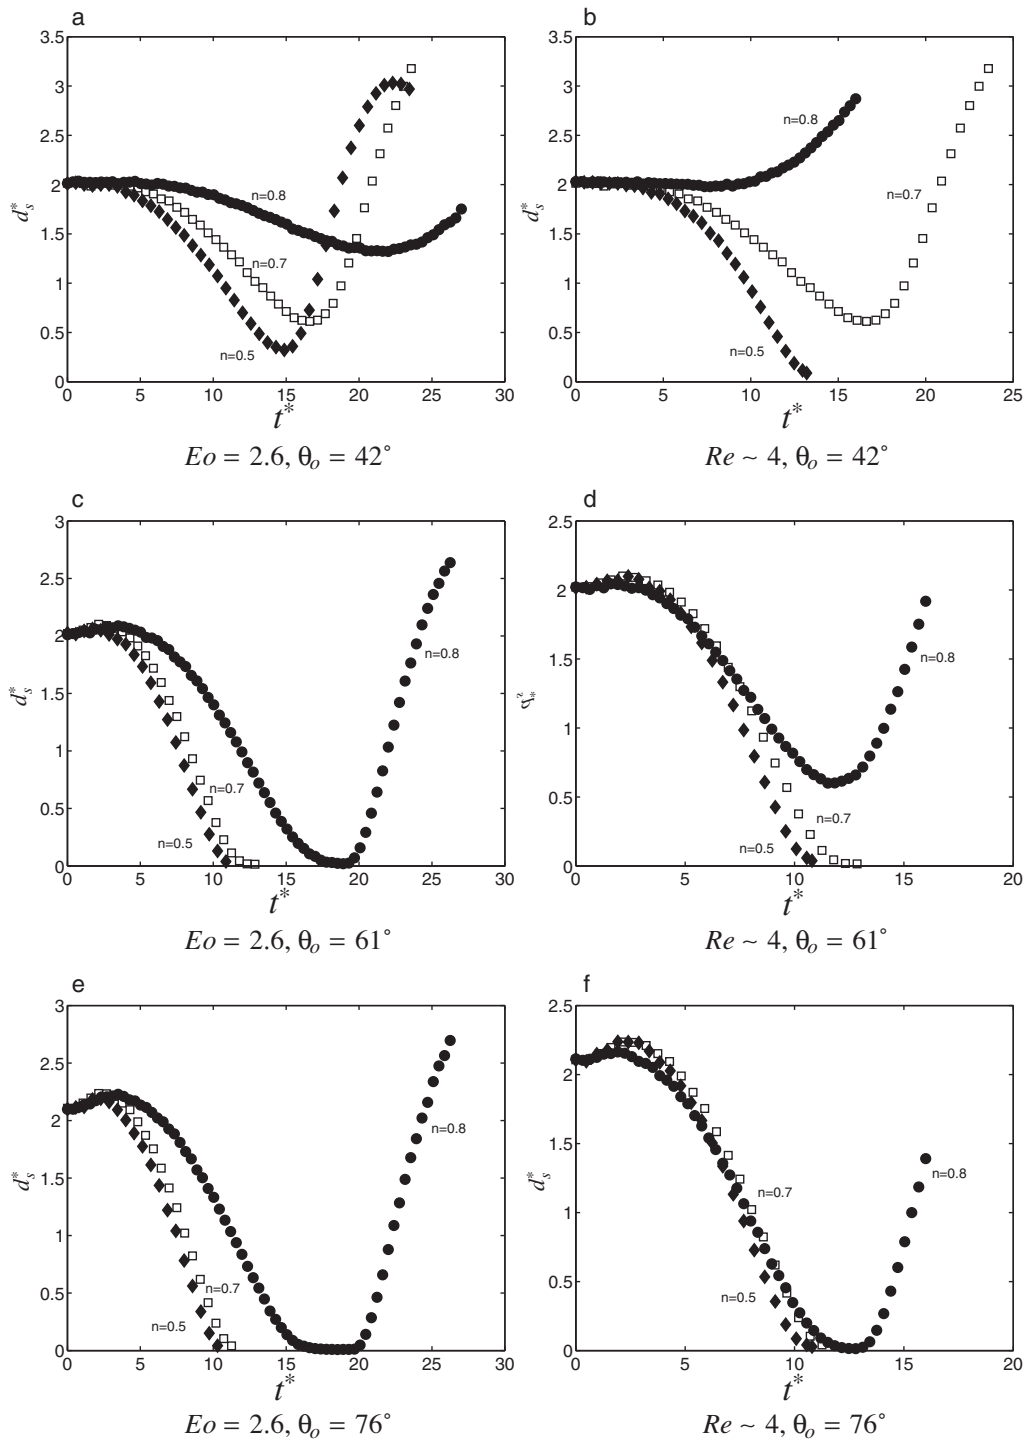 a
3.5
3
2.5
2
1.5
1
0.5
0
d*s
n=0.8
n=0.7
n=0.5
0 5 10 15 20 25 30
t*
Eo = 2.6, θo = 42°
b
3.5
3
2.5
2
1.5
1
0.5
0
d*s
n=0.8
n=0.7
n=0.5
0 5 10 15 20 25
t*
Re ~ 4, θo = 42°
c
3
2.5
2
1.5
1
0.5
0
d*s
n=0.8
n=0.7
n=0.5
0 5 10 15 20 25 30
t*
Eo = 2.6, θo = 61°
d
2.5
2
1.5
1
0.5
0
n=0.8
n=0.7
n=0.5
0 5 10 15 20
t*
Re ~ 4, θo = 61°
e
3
2.5
2
1.5
1
0.5
0
d*s
n=0.8
n=0.7
n=0.5
0 5 10 15 20 25 30
t*
Eo = 2.6, θo = 76°
f
2.5
2
1.5
1
0.5
0
d*s
n=0.7
n=0.8
n=0.5
0 5 10 15 20
t*
Re ~ 4, θo = 76°